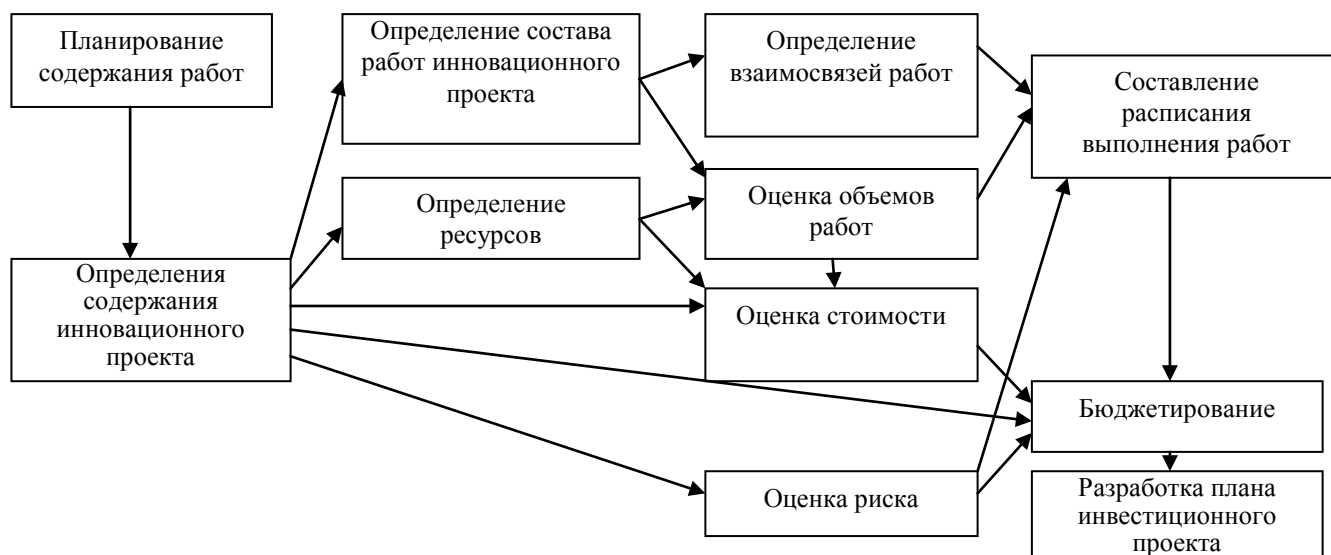 Планирование
содержания работ
Определение состава
работ инновационного
проекта
Определение
взаимосвязей работ
Составление
расписания
выполнения работ
Определение
ресурсов
Оценка объемов
работ
Определения
содержания
инновационного
проекта
Оценка стоимости
Бюджетирование
Оценка риска
Разработка плана
инвестиционного
проекта